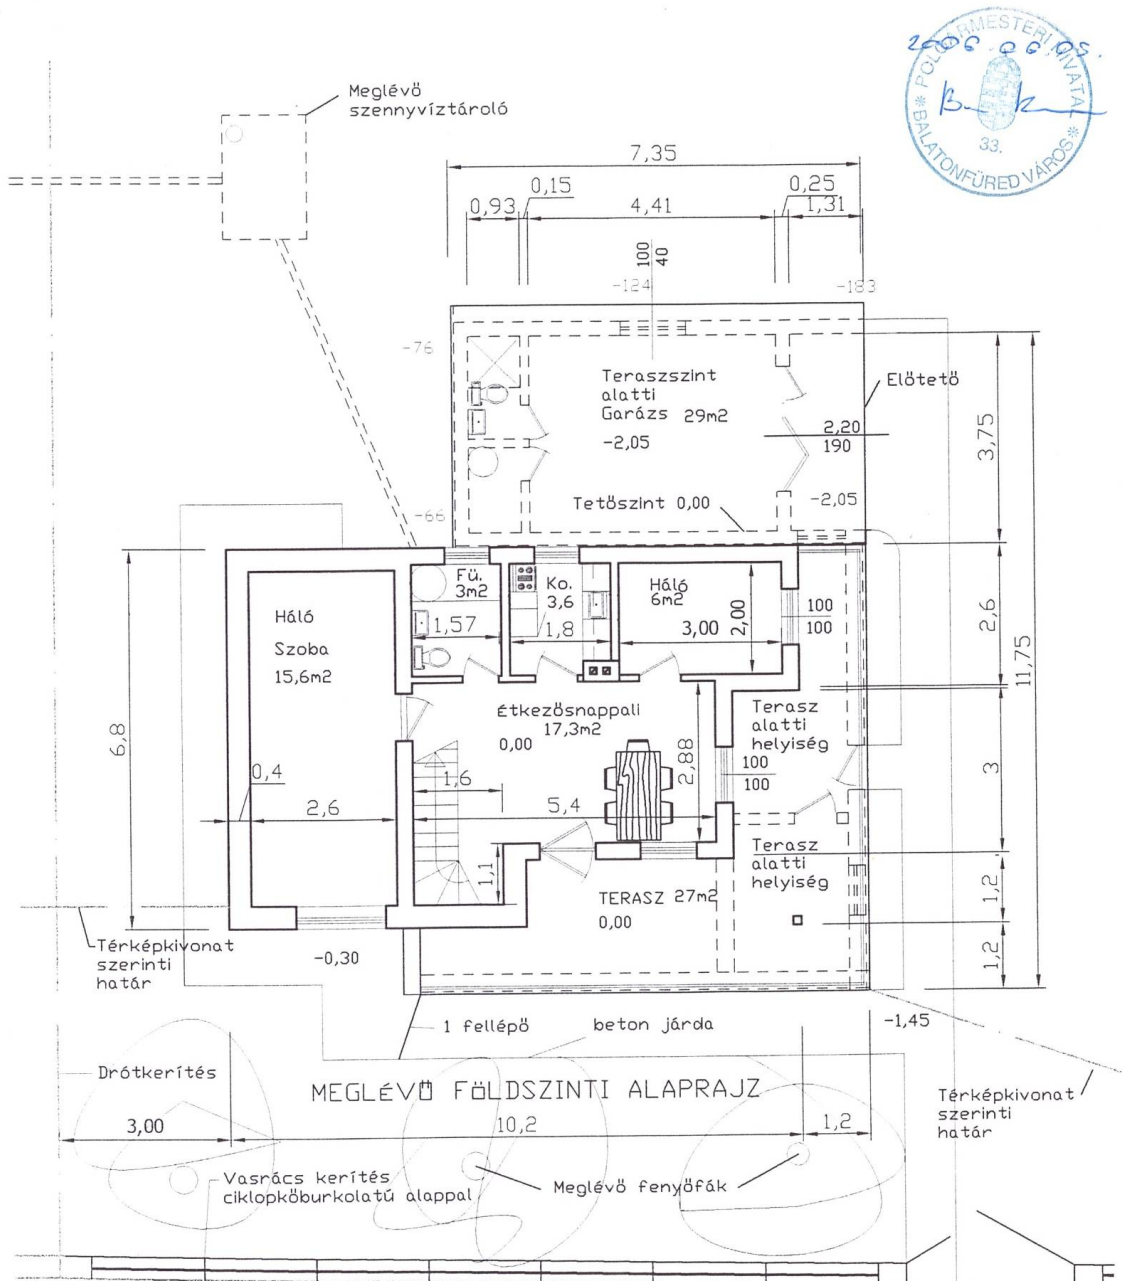 2006.06.05.
POLGÁRMESTERI HIVATAL
BALATONFÜRED VÁROS
33.
Meglévő
szennyvíztároló
7,35
0,15
0,25
0,93
4,41
1,31
100
40
-124
-183
-76
Teraszszint
alatti
Garázs 29m2
-2,05
Előtető
2,20
190
3,75
Tetőszint 0,00
-2,05
-66
Fü.
3m2
Ko.
3,6
Háló
6m2
Háló
Szoba
15,6m2
1,57
1,8
3,00
2,00
100
100
2,6
11,75
Étkezősnappali
17,3m2
0,00
Terasz
alatti
helyiség
6,8
0,4
2,6
1,6
5,4
2,88
100
100
3
1,1
Terasz
alatti
helyiség
TERASZ 27m2
0,00
1,2
1,2
Térképkivonat
szerinti
határ
-0,30
1 fellépő
beton járda
-1,45
Drótkerítés
MEGLÉVŐ FÖLDSZINTI ALAPRAJZ
Térképkivonat
szerinti
határ
3,00
10,2
1,2
Vasrács kerítés
ciklopkőburkolatú alappal
Meglévő fenyőfák